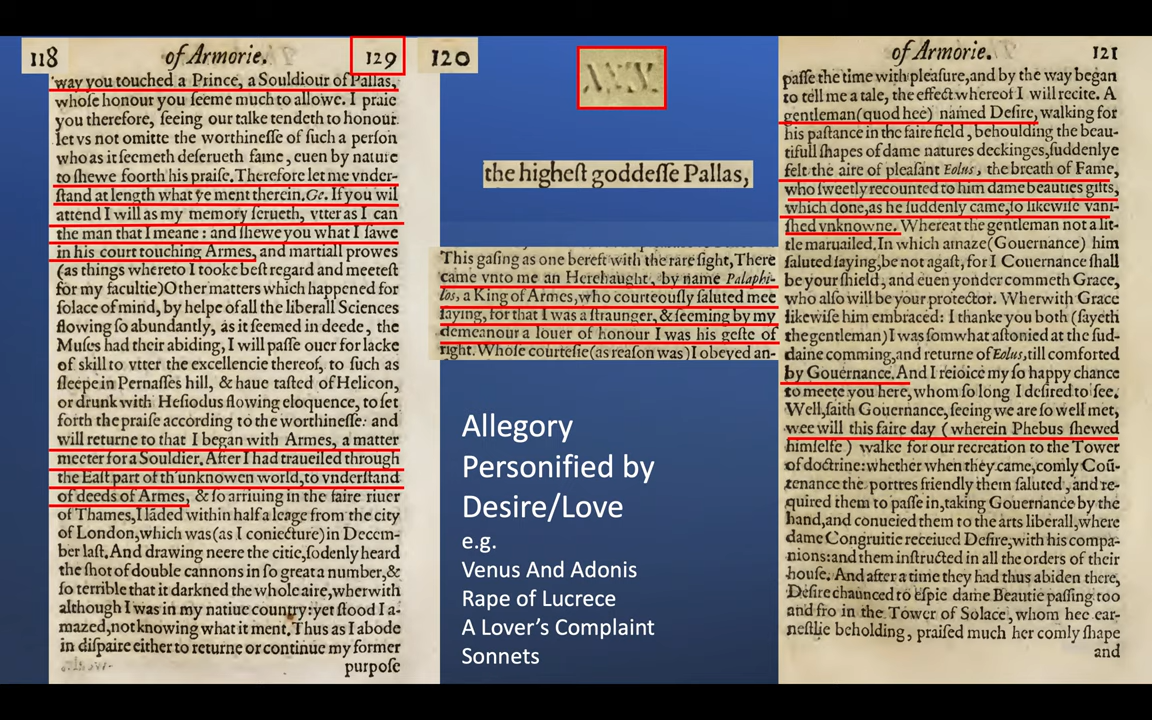 118
of Armorie.
129
way you touched a Prince, a Souldiour of Pallas,
whoſe honour you ſeeme much to allowe. I praie
you therefore, ſeeing our talke tendeth to honour
let vs not omitte the worthineſſe of ſuch a perſon
who as it ſeemeth deſerueth fame, euen by nature
to ſhewe foorth his praiſe. Therefore let me vnder-
ſtand at length what yͤ ment therein. Ge. If you wil
attend I will as my memory ſerueth, vtter as I can
the man that I meane: and ſhewe you what I ſawe
in his court touching Armes, and martiall prowes
(as things whereto I tooke beſt regard and meeteſt
for my facultie)Other matters which happened for
ſolace of mind, by helpe of all the liberall Sciences
flowing ſo abundantly, as it ſeemed in deede, the
Muſes had their abiding, I will paſſe ouer for lacke
of skill to vtter the excellencie thereof, to ſuch as
ſleepe in Pernaſſes hill, & haue taſted of Helicon,
or drunk with Heſiodus flowing eloquence, to ſet
forth the praiſe according to the worthineſſe: and
will returne to that I began with Armes, a matter
meeter for a Souldier. After I had traueiled through
the Eaſt part of th'unknowen world, to vnderſtand
of deeds of Armes, & ſo arriuing in the faire riuer
of Thames, I lāded within half a leage from the city
of London, which was (as I coniecture) in Decem-
ber laſt. And drawing neere the citie, ſodenly heard
the ſhot of double cannons in ſo great a number, &
ſo terrible that it darkned the whole aire, wherwith
although I was in my natiue country: yet ſtood I a-
mazed, not knowing what it ment. Thus as I abode
in diſpaire either to returne or continue my former
purpoſe
120
the higheſt goddeſſe Pallas,
This gaſing as one bereft with the rare ſight, There
came vnto me an Herehaught, by name Palaphi-
los, a King of Armes, who courteouſly ſaluted mee
ſaying, for that I was a ſtraunger, & ſeeming by my
demeanour a louer of honour I was his geſte of
right. Whoſe courteſie (as reaſon was) I obeyed an-
Allegory
Personified by
Desire/Love
e.g.
Venus And Adonis
Rape of Lucrece
A Lover's Complaint
Sonnets
of Armorie.
121
paſſe the time with pleaſure, and by the way began
to tell me a tale, the effect whereof I will recite. A
gentleman (quod hee) named Deſire, walking for
his paſtance in the faire field, behoulding the beau-
tifull ſhapes of dame natures deckinges, ſuddenlye
felt the aire of pleaſant Eolus, the breath of Fame,
who ſweetly recounted to him dame beauties gifts,
which done, as he ſuddenly came, ſo likewiſe vani-
ſhed vnknowne. Whereat the gentleman not a lit-
tle maruailed, In which amaze (Gouernance) him
ſaluted ſaying, be not agaſt, for I Couernance ſhall
be your ſhield, and euen yonder commeth Grace,
who alſo will be your protector. Wherwith Grace
likewiſe him embraced: I thanke you both (ſayeth
the gentleman) I was ſomwhat aſtonied at the ſud-
daine comming, and returne of Eolus, till comforted
by Gouernance. And I reioice my ſo happy chance
to meete you here, whom ſo long I deſired to ſee.
Well, ſaith Gouernance, ſeeing we are ſo well met,
wee will this faire day (wherein Phebus ſhewed
himſelfe) walke for our recreation to the Tower
of doctrine: whether when they came, comly Coū-
tenance the portres friendly them ſaluted, and re-
quired them to paſſe in, taking Gouernance by the
hand, and conueied them to the arts liberall, where
dame Congruitie receiued Deſire, with his compa-
nions: and them inſtructed in all the orders of their
houſe. And after a time they had thus abiden there,
Deſire chaunced to eſpie dame Beautie paſſing too
and fro in the Tower of Solace, whom hee ear-
neſtlie beholding, praiſed much her comly ſhape
and